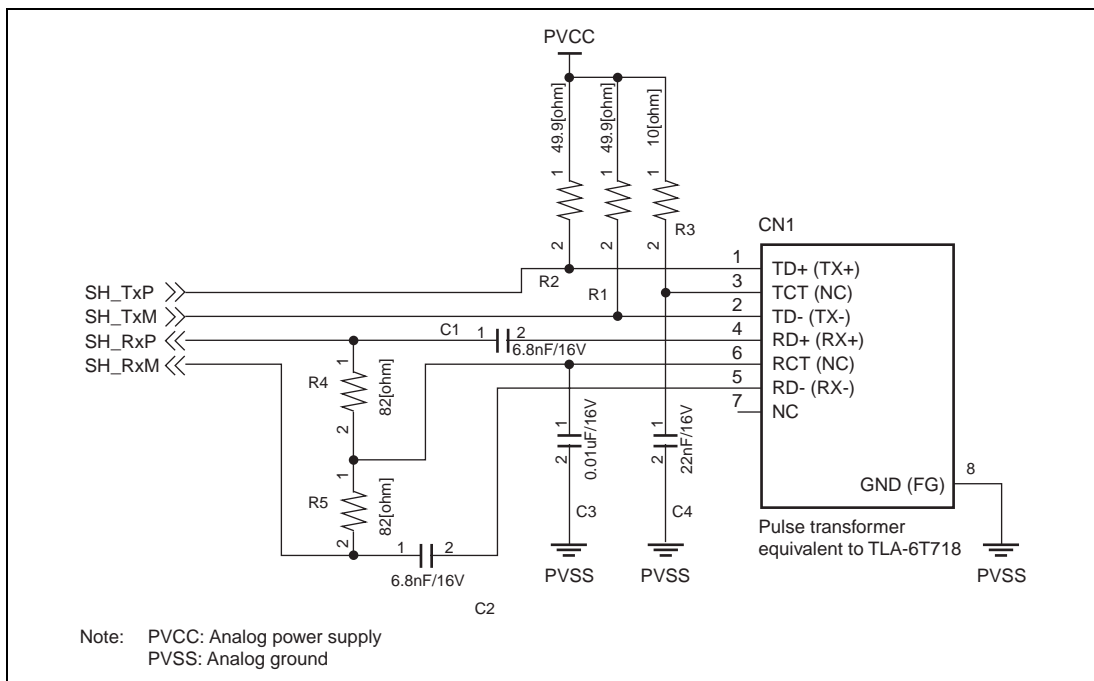 PVCC
49.9[ohm]
49.9[ohm]
10[ohm]
1
1
1
2
2
2
R2
R1
R3
CN1
SH_TxP
SH_TxM
SH_RxP
SH_RxM
1 TD+ (TX+)
3 TCT (NC)
2 TD- (TX-)
4 RD+ (RX+)
6 RCT (NC)
5 RD- (RX-)
7 NC
8
GND (FG)
C1
1 2
6.8nF/16V
1
R4
82[ohm]
2
1
R5
82[ohm]
2
1 2
6.8nF/16V
C2
1
2
0.01uF/16V
C3
PVSS
1
2
22nF/16V
C4
PVSS
Pulse transformer
equivalent to TLA-6T718
PVSS
Note: PVCC: Analog power supply
PVSS: Analog ground